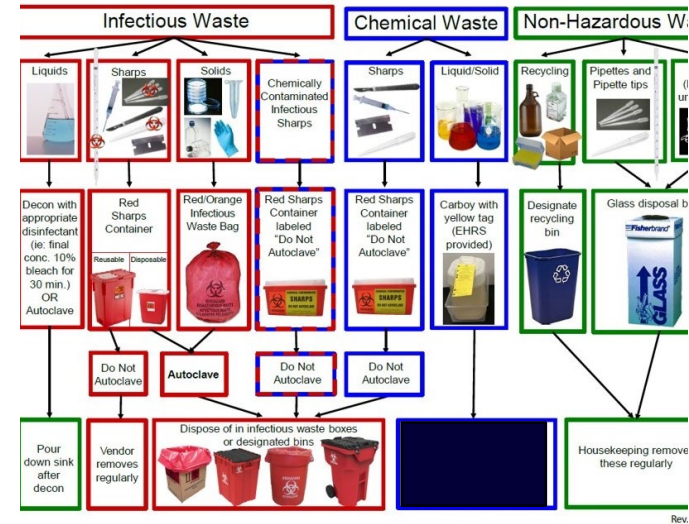 Infectious Waste
Chemical Waste
Non-Hazardous Wa
Liquids
Sharps
Solids
Chemically
Contaminated
Infectious
Sharps
Sharps
Liquid/Solid
Recycling
Pipettes and
Pipette tips
Decon with
appropriate
disinfectant
(ie: final
conc. 10%
bleach for
30 min.)
OR
Autoclave
Red
Sharps
Container
Reusable
Disposable
Red/Orange
Infectious
Waste Bag
Red Sharps
Container
labeled
"Do Not
Autoclave"
SHARPS
Red Sharps
Container
labeled
"Do Not
Autoclave"
SHARPS
Carboy with
yellow tag
(EHRS
provided)
Designate
recycling
bin
Glass disposal b
Fisherbrand
GLASS
Do Not
Autoclave
Autoclave
Do Not
Autoclave
Do Not
Autoclave
Pour
down sink
after
decon
Vendor
removes
regularly
Dispose of in infectious waste boxes
or designated bins
Housekeeping remove
these regularly
Rev.